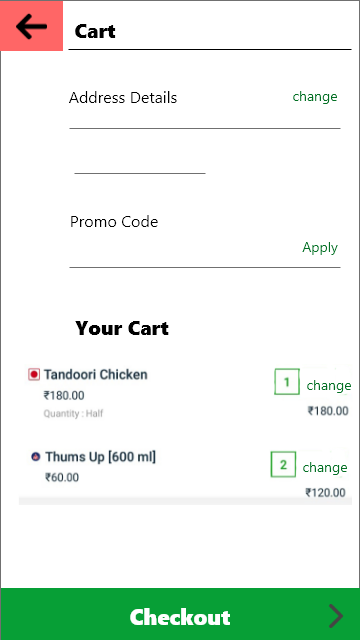 Cart
Address Details
change
Promo Code
Apply
Your Cart
Tandoori Chicken
1 change
₹180.00
₹180.00
Quantity : Half
Thums Up [600 ml]
2 change
₹60.00
₹120.00
Checkout